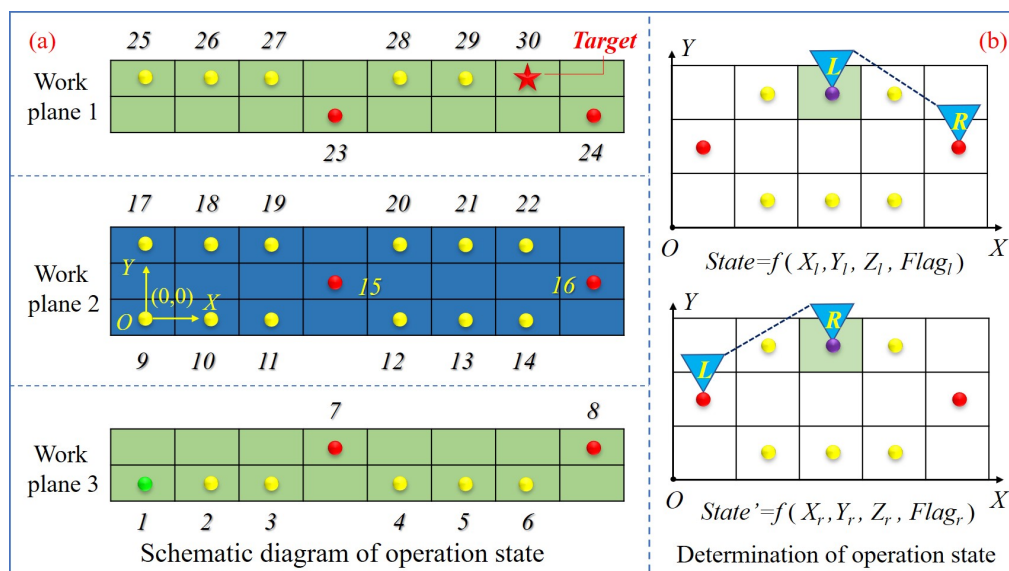 (a)
25 26 27 28 29 30 Target
Work
plane 1
23 24
17 18 19 20 21 22
Work
plane 2
Y
15 16
(0,0)
O X
9 10 11 12 13 14
7 8
Work
plane 3
1 2 3 4 5 6
Schematic diagram of operation state
(b)
Y
L
R
O X
State=f(Xl,Yl, Zl, Flagl)
Y
R
L
O X
State’=f(Xr,Yr, Zr, Flagr)
Determination of operation state